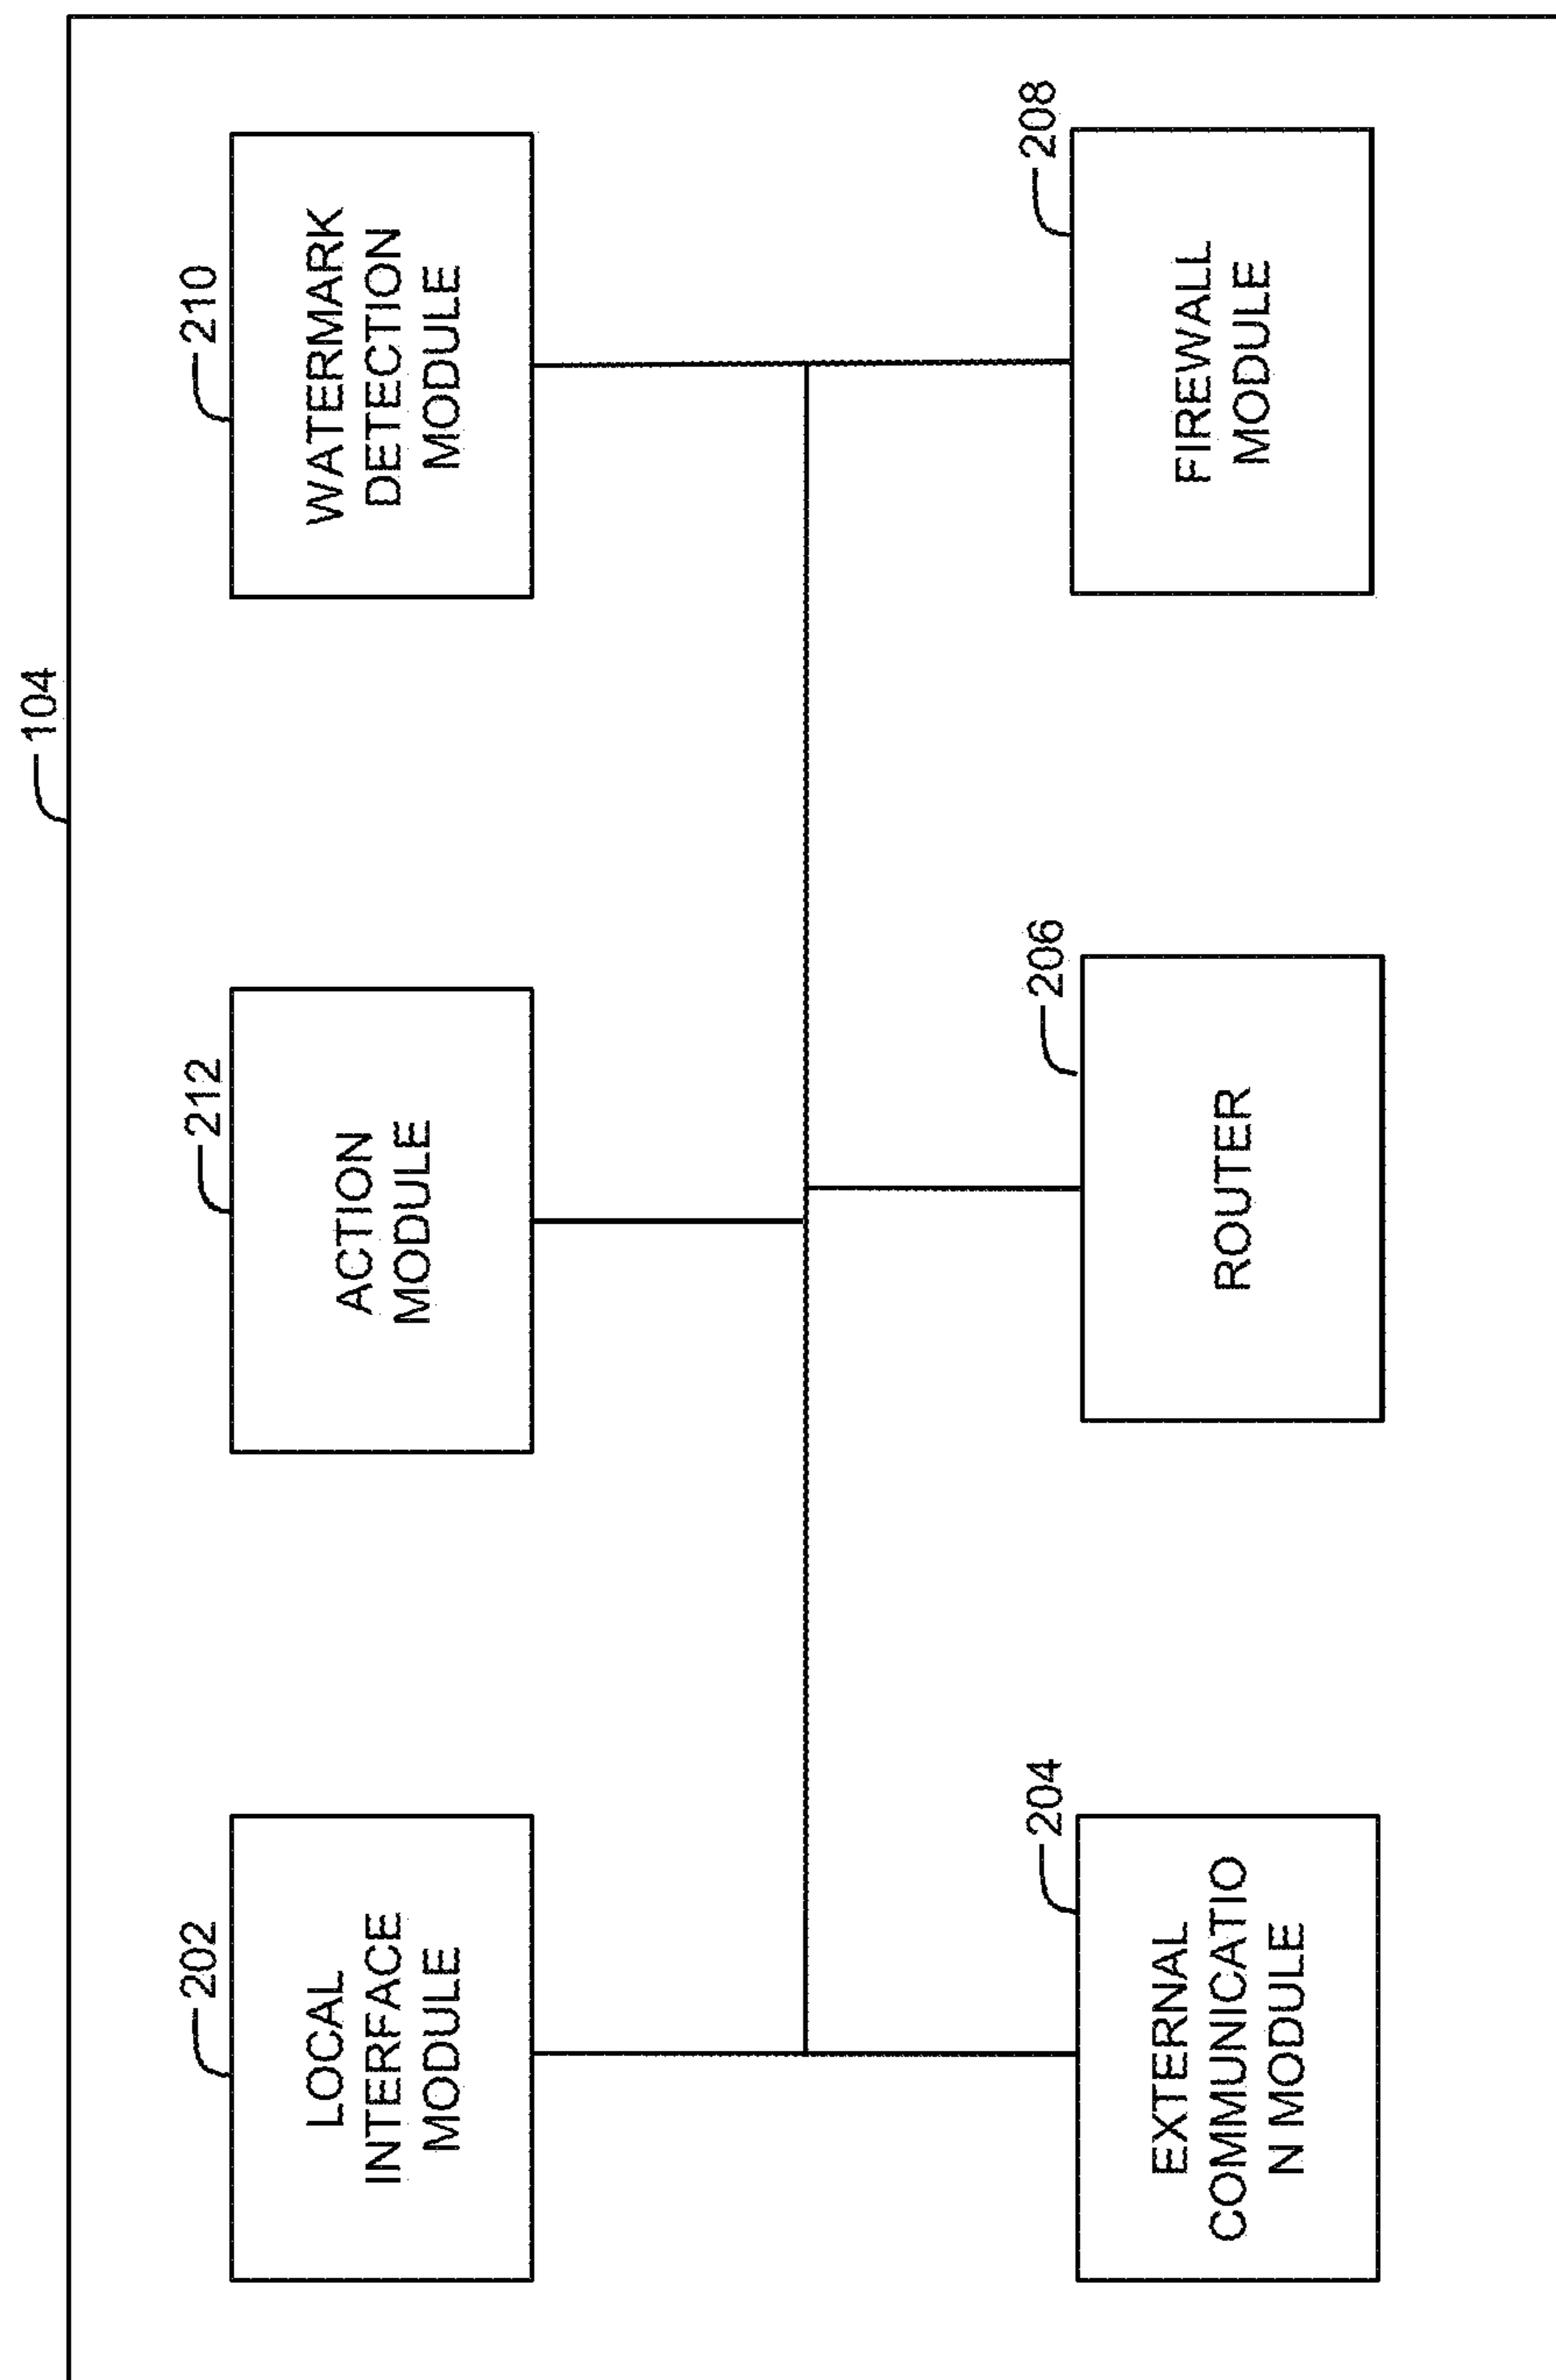 104
202
LOCAL
INTERFACE
MODULE
212
ACTION
MODULE
210
WATERMARK
DETECTION
MODULE
204
EXTERNAL
COMMUNICATIO
N MODULE
206
ROUTER
208
FIREWALL
MODULE